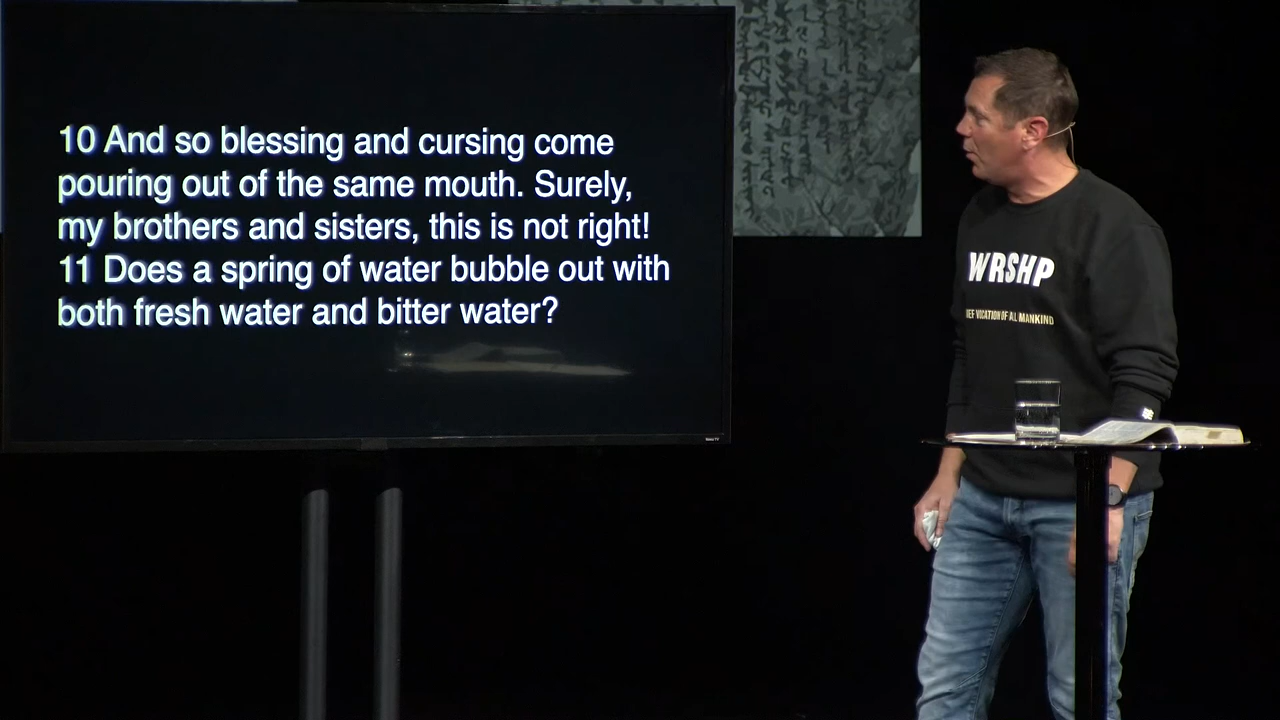 10 And so blessing and cursing come
pouring out of the same mouth. Surely,
my brothers and sisters, this is not right!
11 Does a spring of water bubble out with
both fresh water and bitter water?
WRSHP
VOCATION OF ALL MANKIND